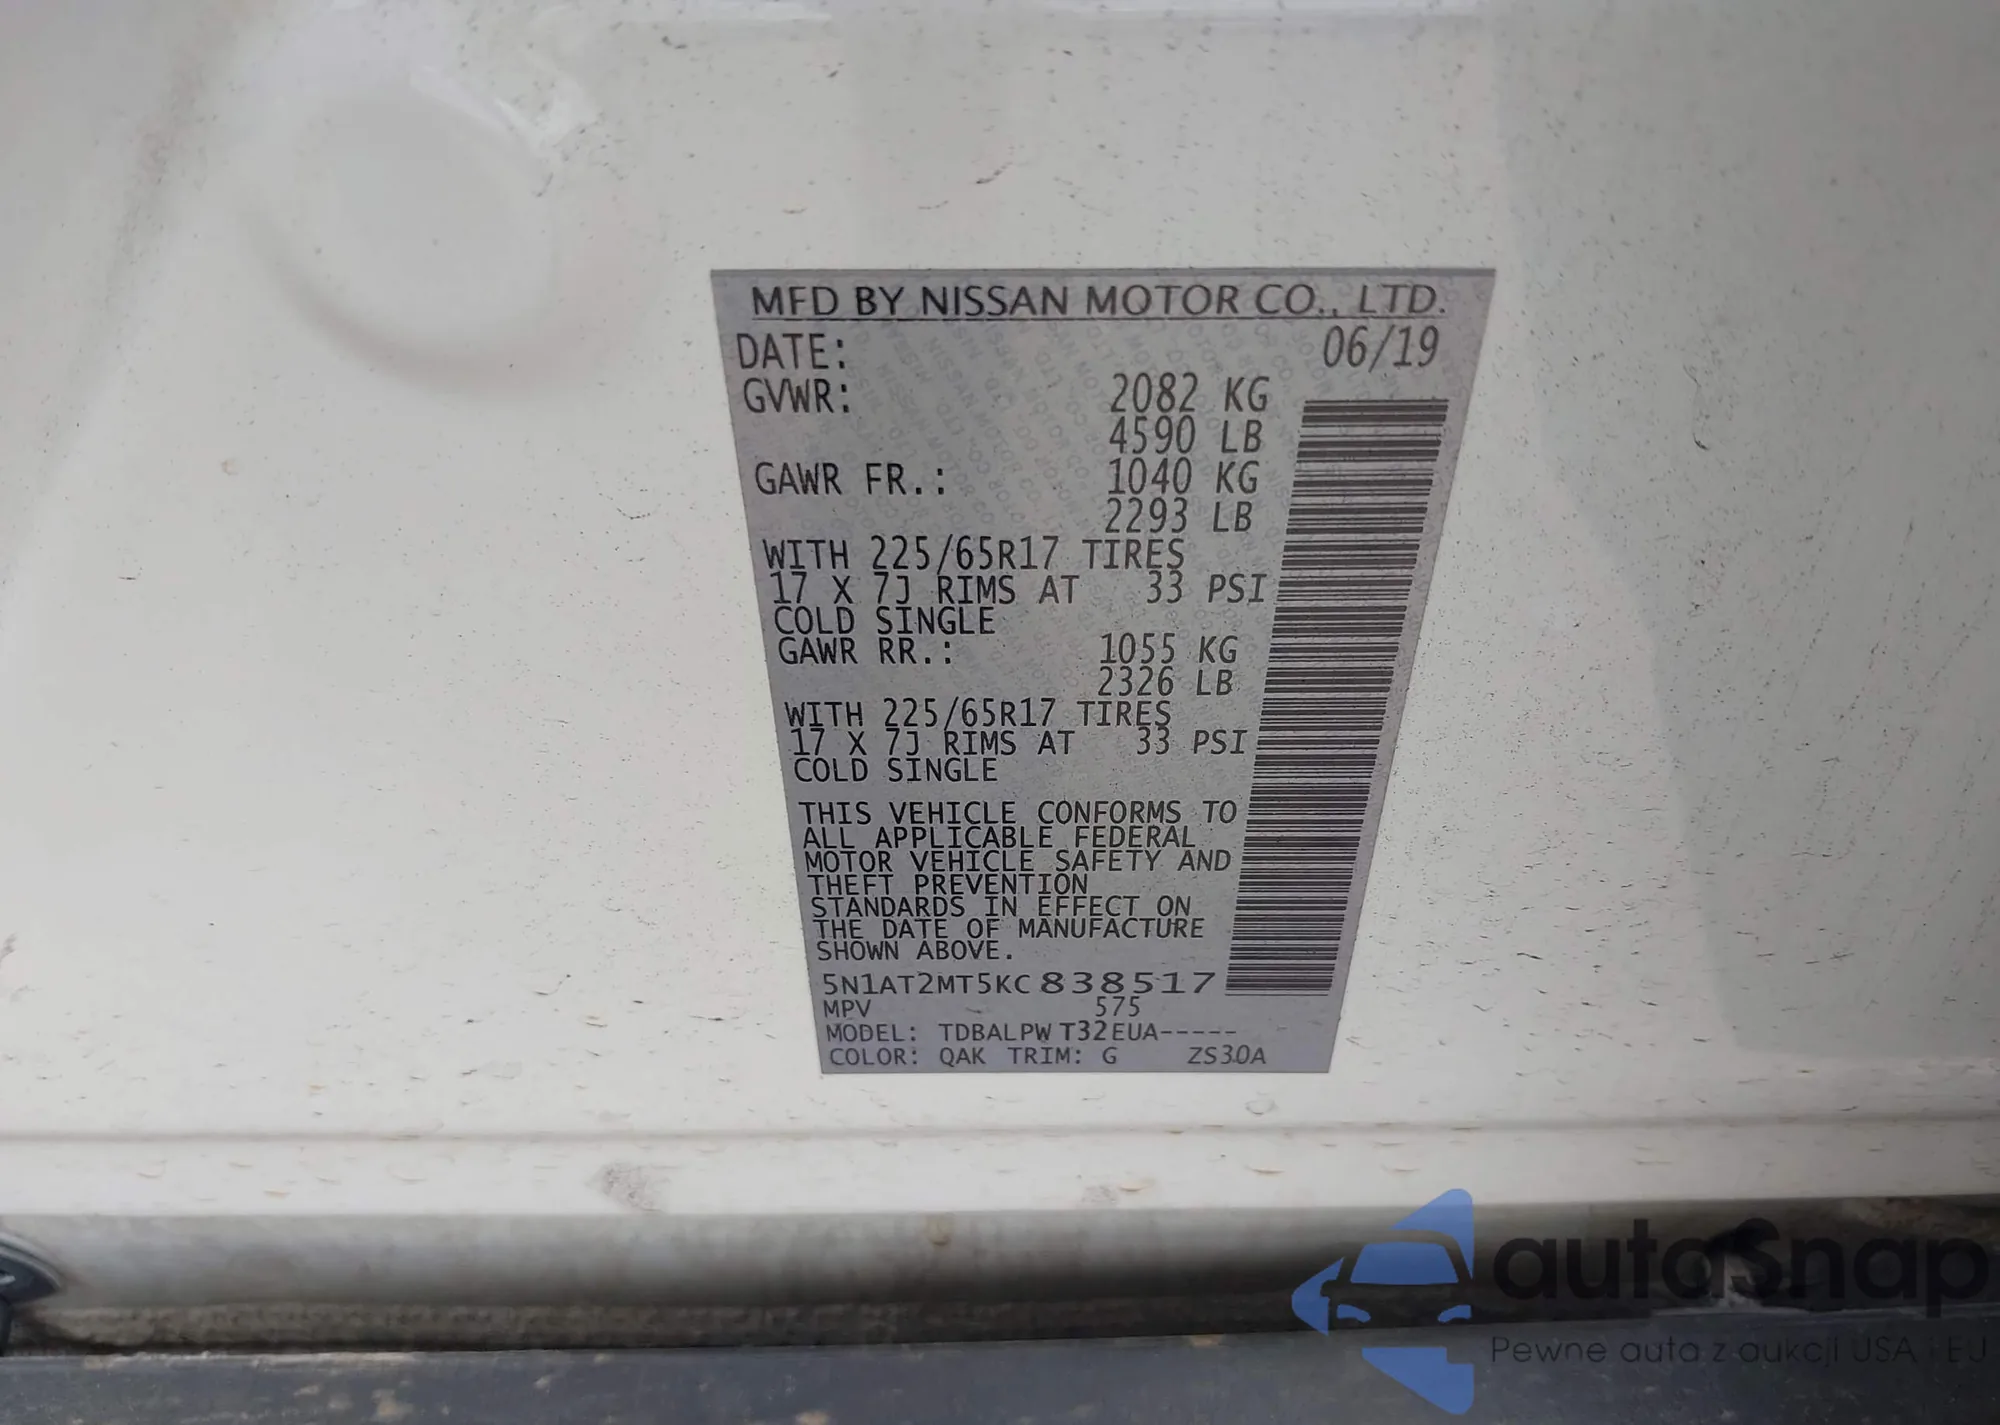 MFD BY NISSAN MOTOR CO., LTD.
DATE: 06/19
GVWR: 2082 KG
4590 LB
GAWR FR.: 1040 KG
2293 LB
WITH 225/65R17 TIRES
17 X 7J RIMS AT 33 PSI
COLD SINGLE
GAWR RR.: 1055 KG
2326 LB
WITH 225/65R17 TIRES
17 X 7J RIMS AT 33 PSI
COLD SINGLE
THIS VEHICLE CONFORMS TO
ALL APPLICABLE FEDERAL
MOTOR VEHICLE SAFETY AND
THEFT PREVENTION
STANDARDS IN EFFECT ON
THE DATE OF MANUFACTURE
SHOWN ABOVE.
5N1AT2MT5KC838517
MPV 575
MODEL: TDBALPW T32EUA-----
COLOR: QAK TRIM: G ZS30A
autoSnap
Pewne auta z aukcji USA i EU